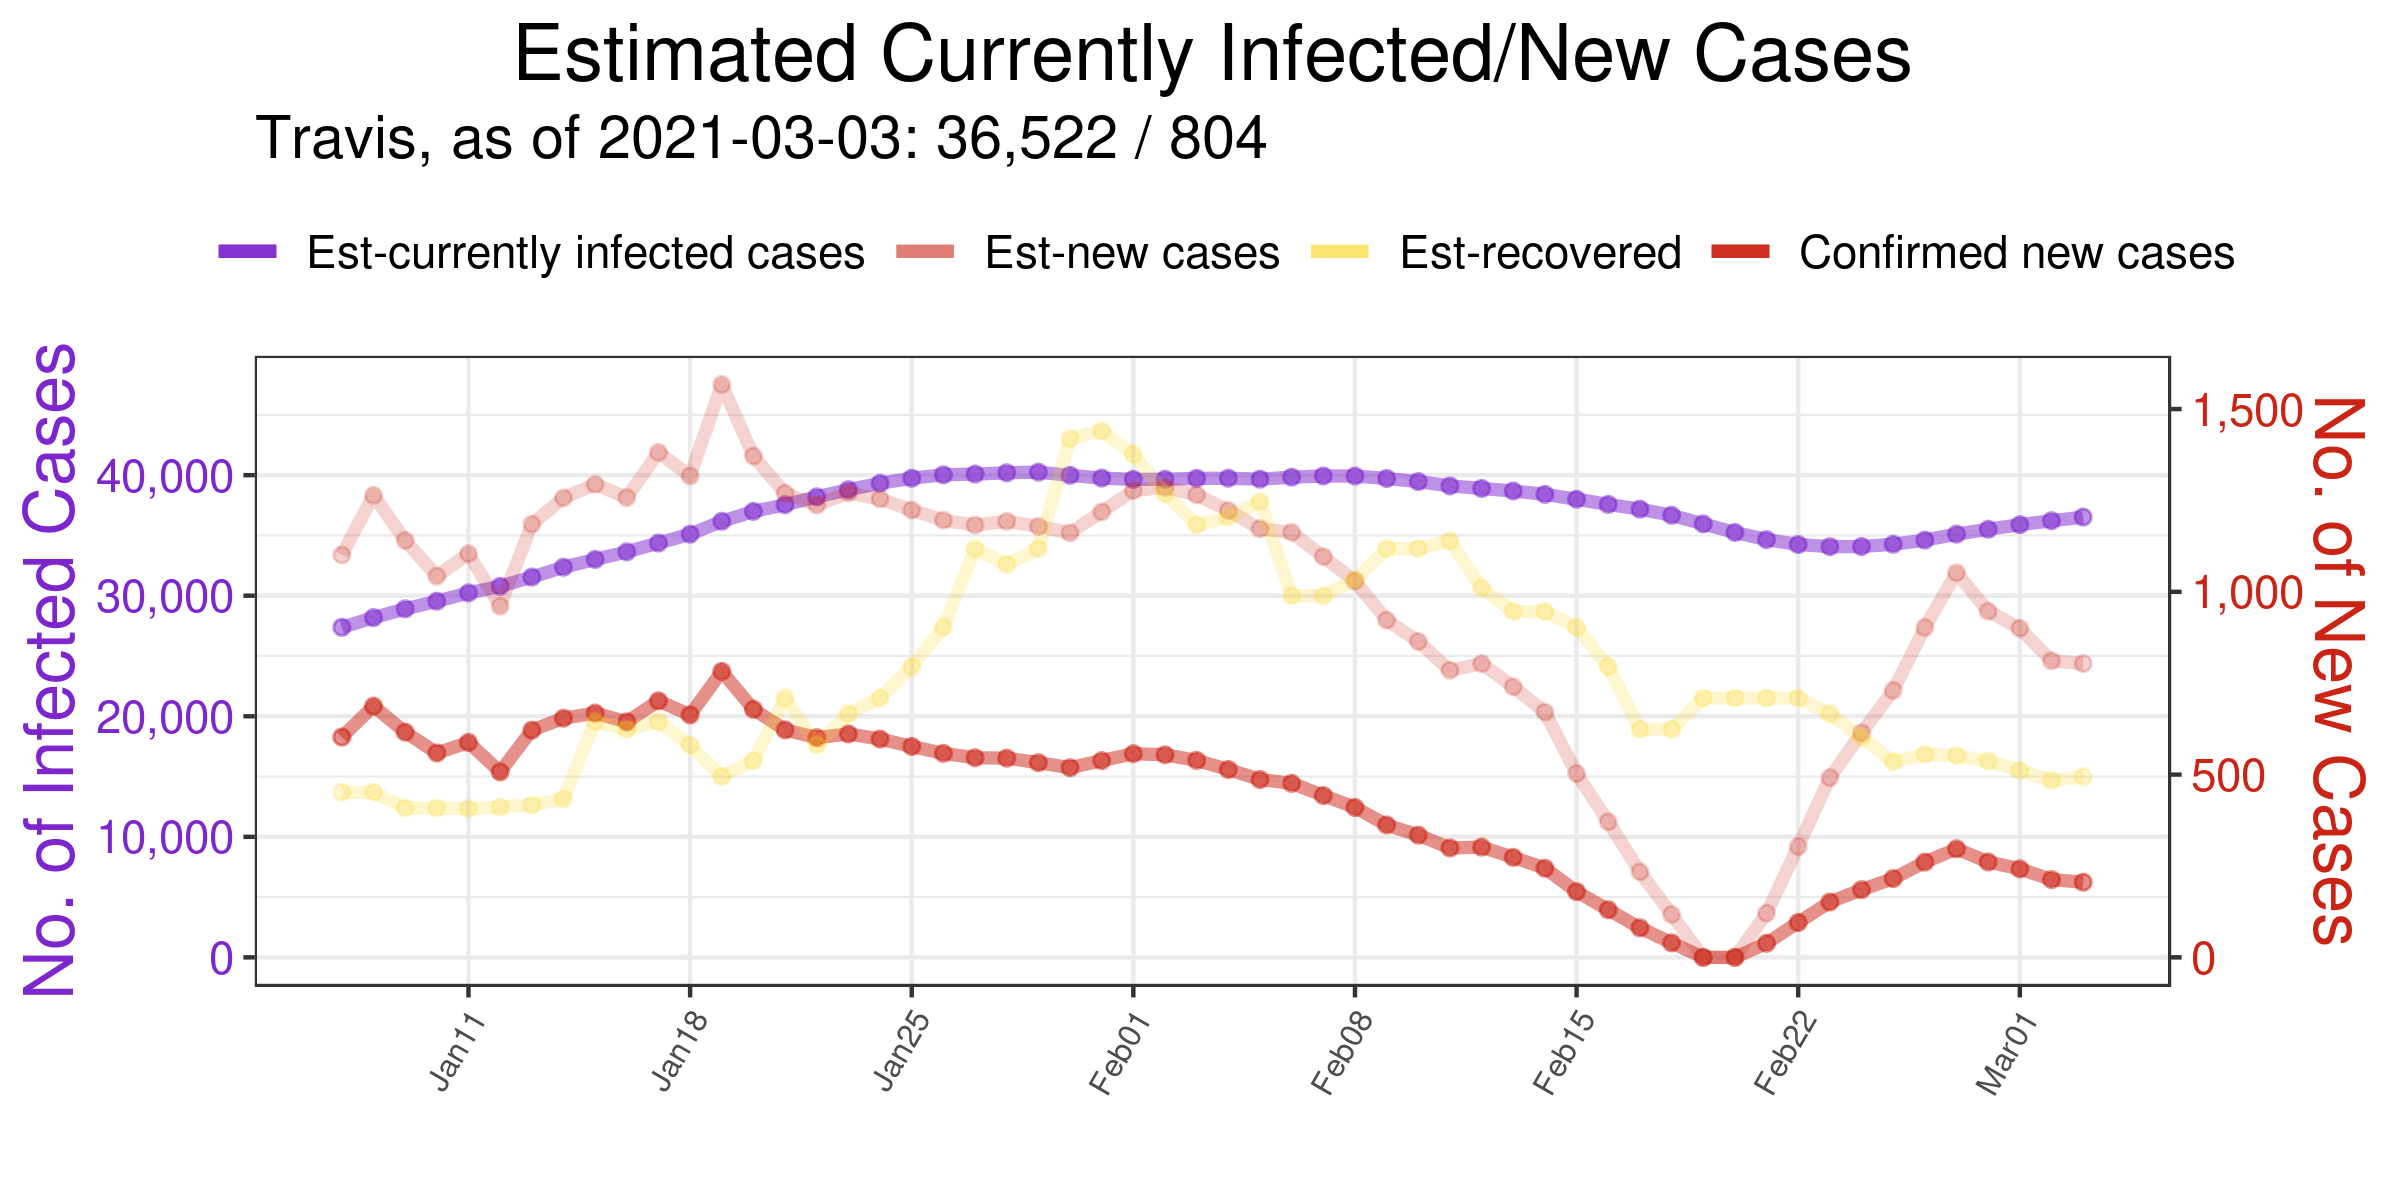 Estimated Currently Infected/New Cases
Travis, as of 2021-03-03: 36,522 / 804
Est-currently infected cases Est-new cases Est-recovered Confirmed new cases
No. of Infected Cases
40,000
30,000
20,000
10,000
0
1,500
1,000
500
0
No. of New Cases
Jan11 Jan18 Jan25 Feb01 Feb08 Feb15 Feb22 Mar01